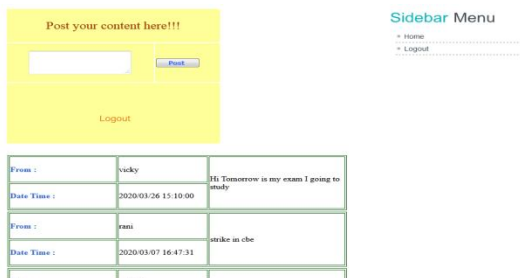 Post your content here!!!
Post
Logout
Sidebar Menu
» Home
» Logout
From :
vicky
Hi Tomorrow is my exam I going to
study
Date Time :
2020/03/26 15:10:00
From :
rani
strike in cbe
Date Time :
2020/03/07 16:47:31